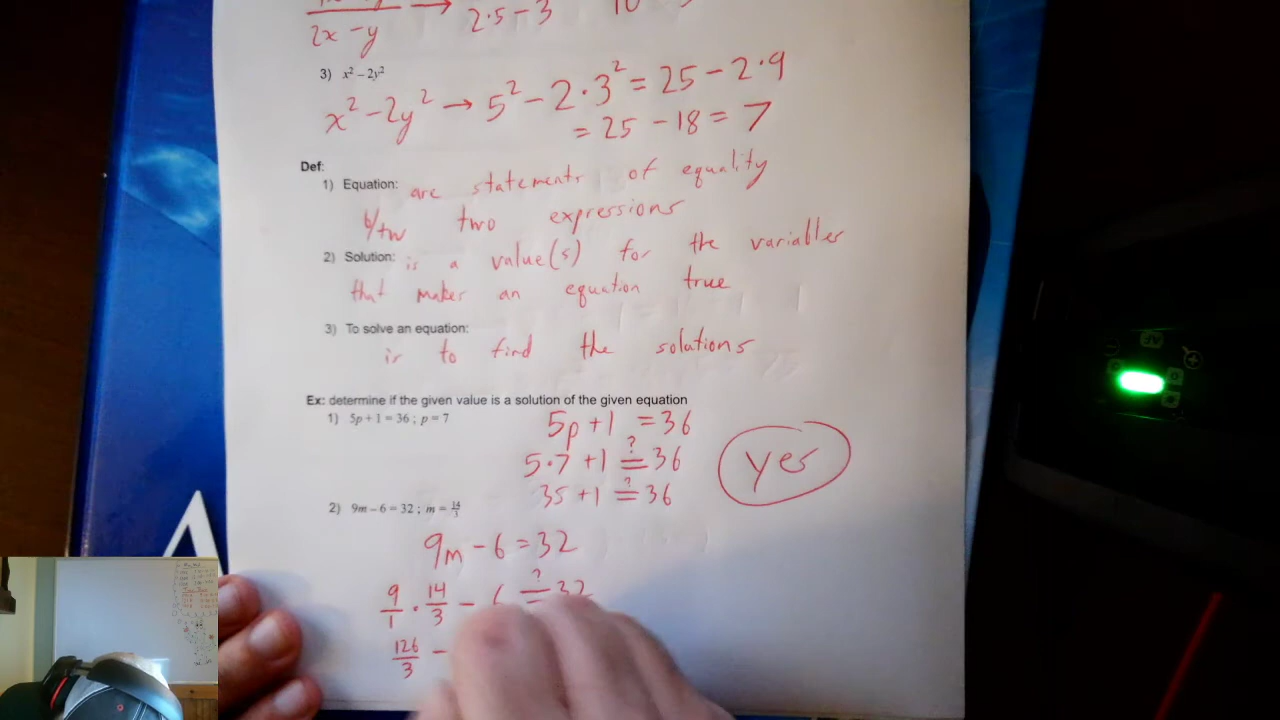 2x - y → 2·5 - 3 10
3) x² - 2y²
x² - 2y² → 5² - 2·3² = 25 - 2·9
= 25 - 18 = 7
Def:
1) Equation: are statements of equality
b/tw two expressions
2) Solution: is a value(s) for the variables
that makes an equation true
3) To solve an equation:
is to find the solutions
Ex: determine if the given value is a solution of the given equation
1) 5p + 1 = 36 ; p = 7
5p + 1 = 36
5·7 + 1 ≟ 36
35 + 1 ≟ 36
yes
2) 9m - 6 = 32 ; m = 14/3
9m - 6 = 32
9/1 · 14/3 - 6 ≟ 32
126/3 -
A